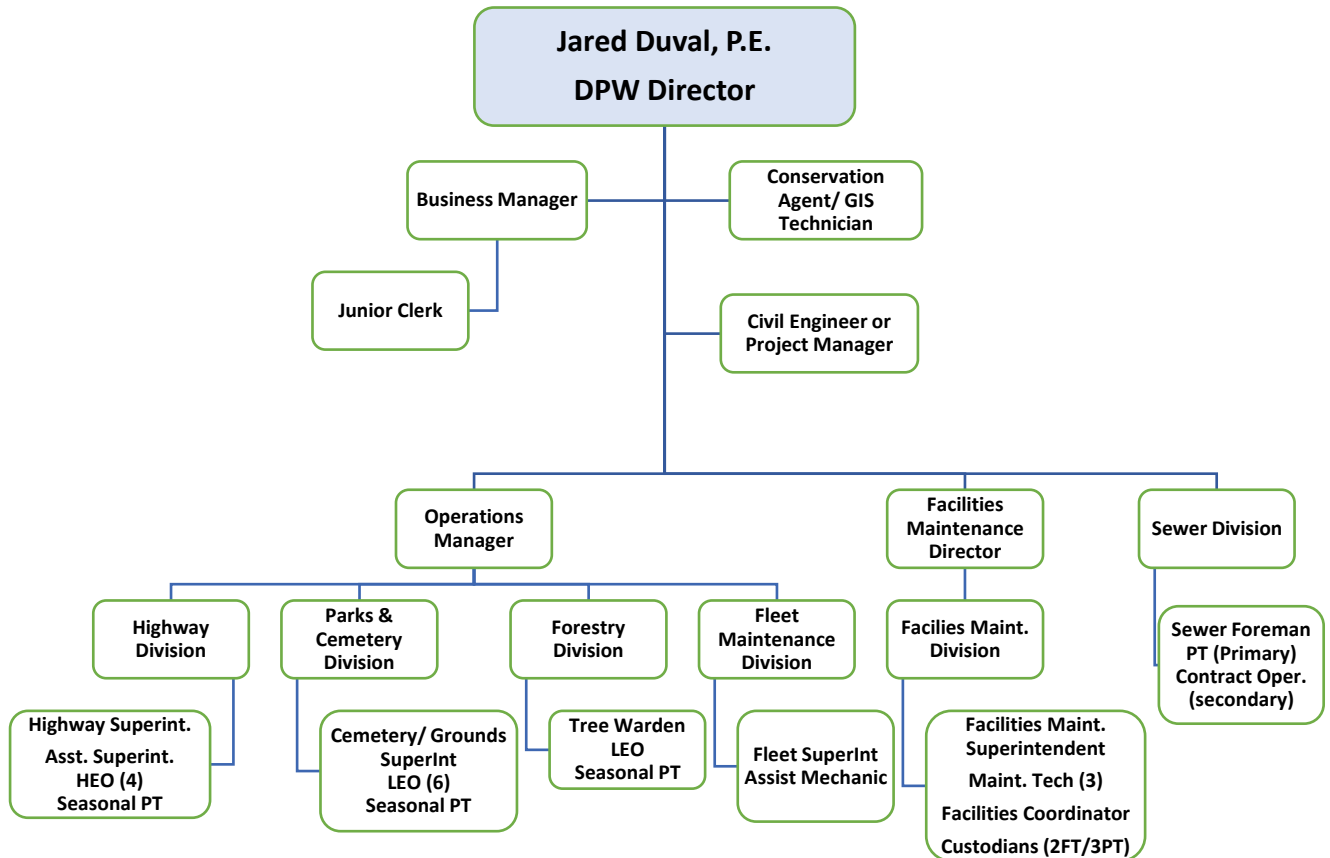 Jared Duval, P.E.
DPW Director
Business Manager
Conservation
Agent/ GIS
Technician
Junior Clerk
Civil Engineer or
Project Manager
Operations
Manager
Facilities
Maintenance
Director
Sewer Division
Highway
Division
Parks &
Cemetery
Division
Forestry
Division
Fleet
Maintenance
Division
Facilies Maint.
Division
Sewer Foreman
PT (Primary)
Contract Oper.
(secondary)
Highway Superint.
Asst. Superint.
HEO (4)
Seasonal PT
Cemetery/ Grounds
SuperInt
LEO (6)
Seasonal PT
Tree Warden
LEO
Seasonal PT
Fleet SuperInt
Assist Mechanic
Facilities Maint.
Superintendent
Maint. Tech (3)
Facilities Coordinator
Custodians (2FT/3PT)